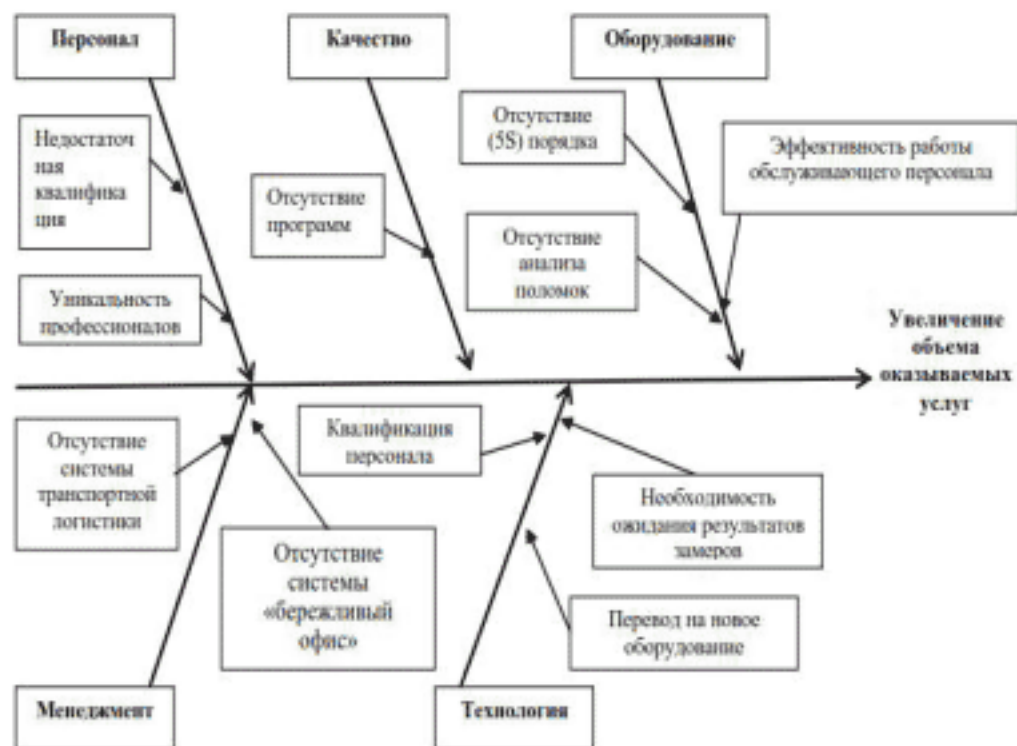 Персонал
Качество
Оборудование
Недостаточ
ная
квалифика
ция
Отсутствие
(5S) порядка
Эффективность работы
обслуживающего персонала
Отсутствие
программ
Отсутствие
анализа
поломок
Уникальность
профессионалов
Увеличение
объема
оказываемых
услуг
Отсутствие
системы
транспортной
логистики
Квалификация
персонала
Необходимость
ожидания результатов
замеров
Отсутствие
системы
«бережливый
офис»
Перевод на новое
оборудование
Менеджмент
Технология